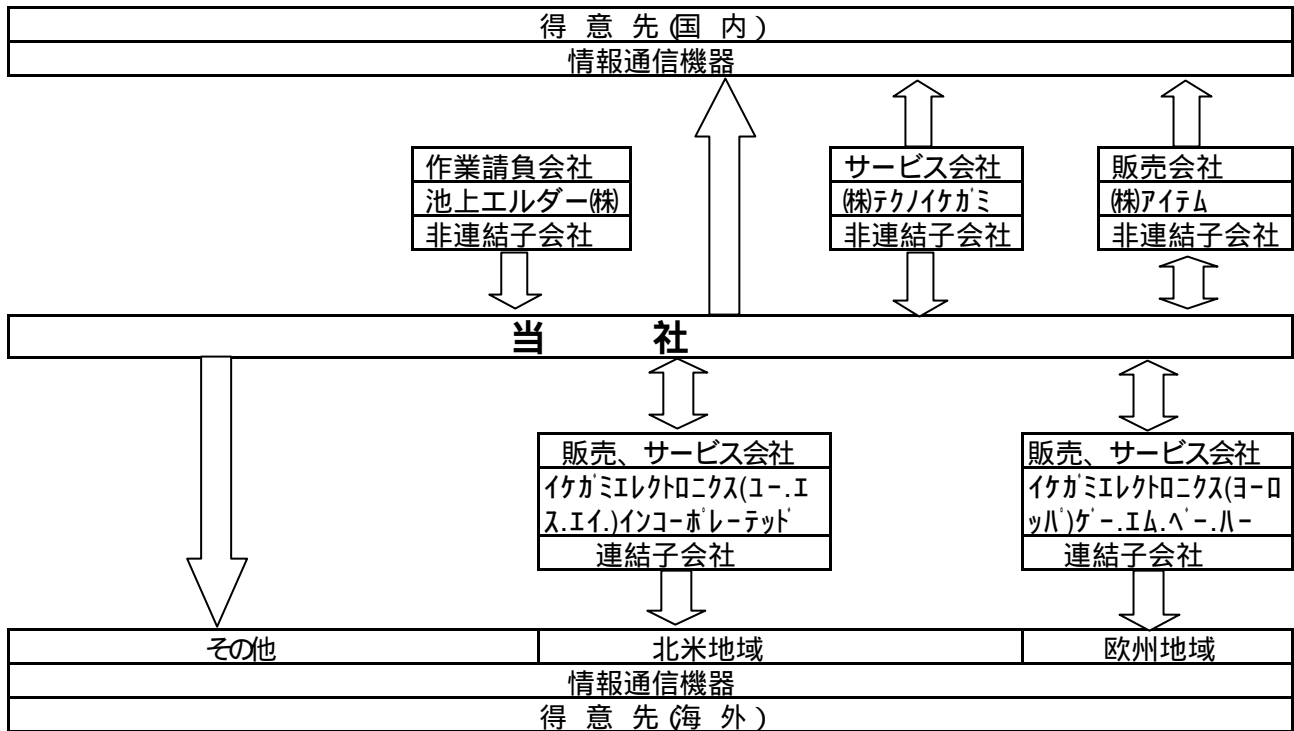 得 意 先 (国 内)
情報通信機器
作業請負会社
池上エルダー㈱
非連結子会社
サービス会社
㈱ﾃｸﾉｲｹｶﾞﾐ
非連結子会社
販売会社
㈱ｱｲﾃﾑ
非連結子会社
当 社
販売、サービス会社
ｲｹｶﾞﾐｴﾚｸﾄﾛﾆｸｽ(ﾕｰ.ｴ
ｽ.ｴｲ.)ｲﾝｺｰﾎﾟﾚｰﾃｯﾄﾞ
連結子会社
販売、サービス会社
ｲｹｶﾞﾐｴﾚｸﾄﾛﾆｸｽ(ﾖｰﾛ
ｯﾊﾟ)ｹﾞｰ.ｴﾑ.ﾍﾞｰ.ﾊｰ
連結子会社
その他
北米地域
欧州地域
情報通信機器
得 意 先 (海 外)